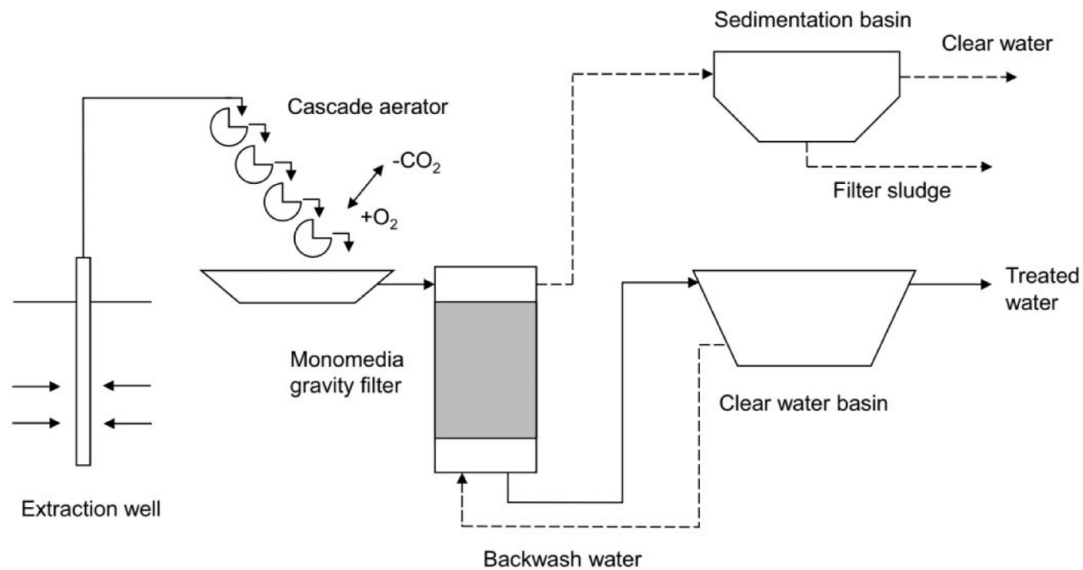 Sedimentation basin
Clear water
Cascade aerator
-CO₂
+O₂
Filter sludge
Treated
water
Monomedia
gravity filter
Clear water basin
Extraction well
Backwash water